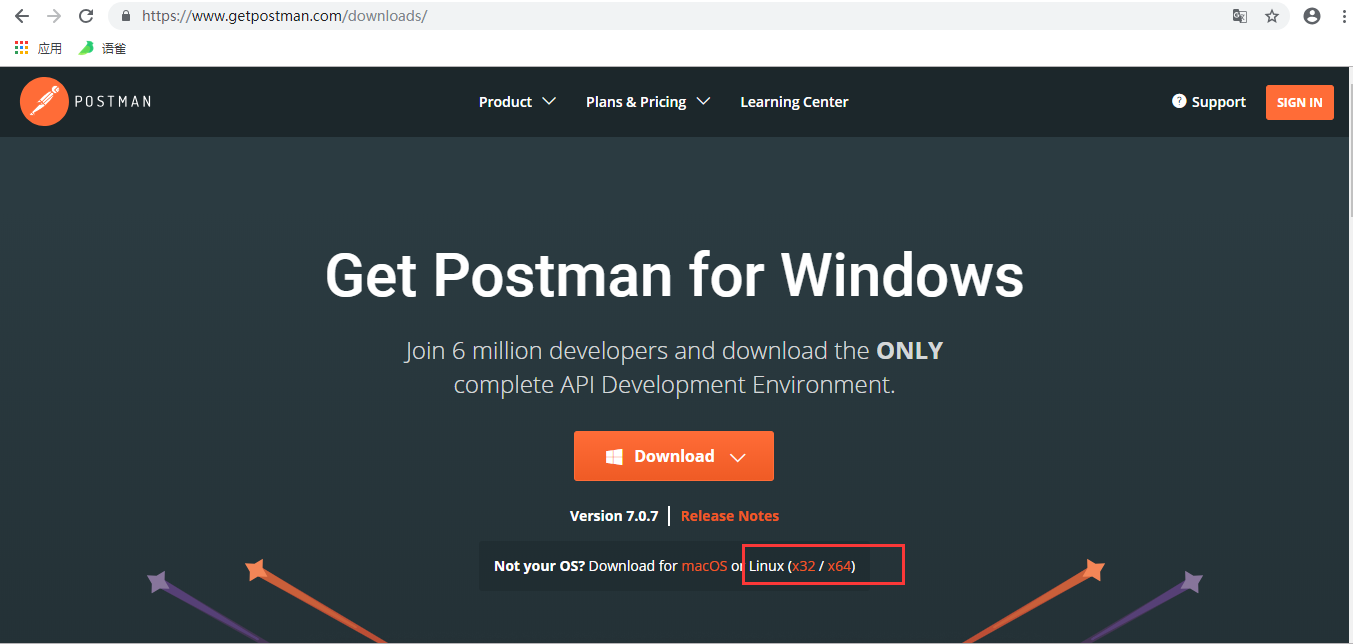 https://www.getpostman.com/downloads/
应用 语雀
POSTMAN Product Plans & Pricing Learning Center ? Support SIGN IN
Get Postman for Windows
Join 6 million developers and download the ONLY
complete API Development Environment.
Download
Version 7.0.7 Release Notes
Not your OS? Download for macOS or Linux (x32 / x64)